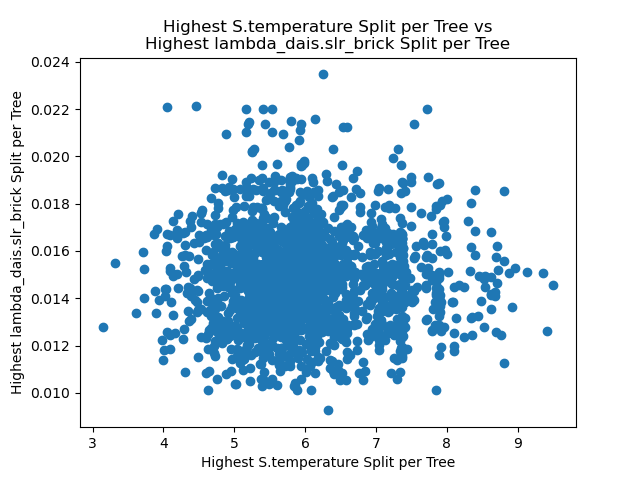 Highest S.temperature Split per Tree vs
Highest lambda_dais.slr_brick Split per Tree
Highest lambda_dais.slr_brick Split per Tree
0.024
0.022
0.020
0.018
0.016
0.014
0.012
0.010
3 4 5 6 7 8 9
Highest S.temperature Split per Tree